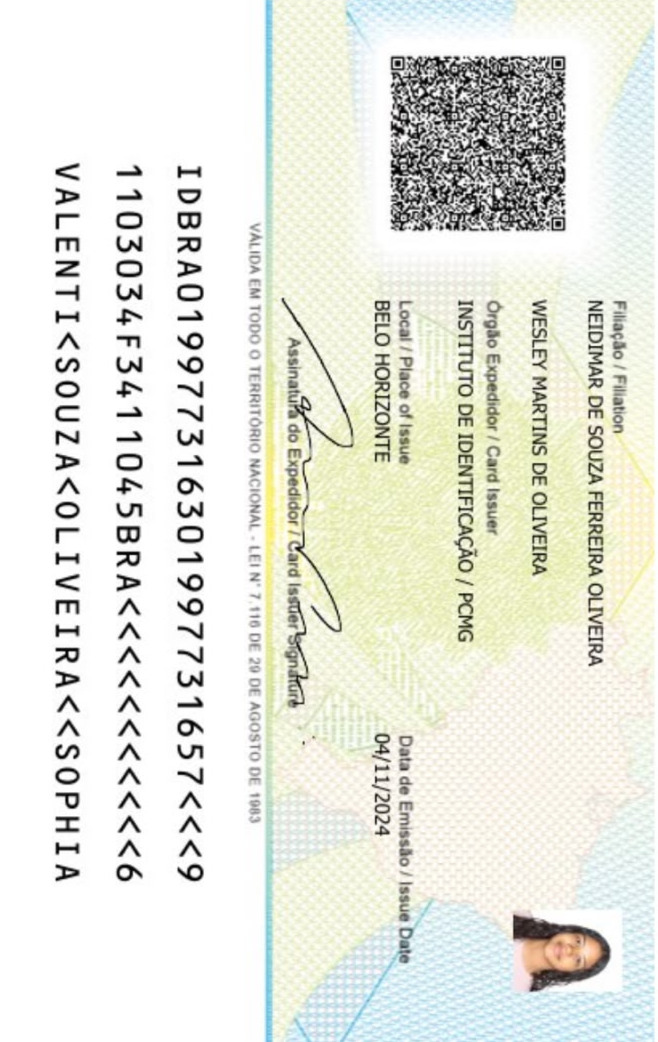 Filiação / Filiation
NEIDIMAR DE SOUZA FERREIRA OLIVEIRA
WESLEY MARTINS DE OLIVEIRA
Órgão Expedidor / Card Issuer
INSTITUTO DE IDENTIFICAÇÃO / PCMG
Local / Place of Issue
BELO HORIZONTE
Data de Emissão / Issue Date
04/11/2024
Assinatura do Expedidor / Card Issuer Signature
VÁLIDA EM TODO O TERRITÓRIO NACIONAL - LEI N° 7.116 DE 29 DE AGOSTO DE 1983
IDBRA019977316301997731657<<<9
1103034F3411045BRA<<<<<<<<<<<6
VALENTI<SOUZA<OLIVEIRA<<SOPHIA